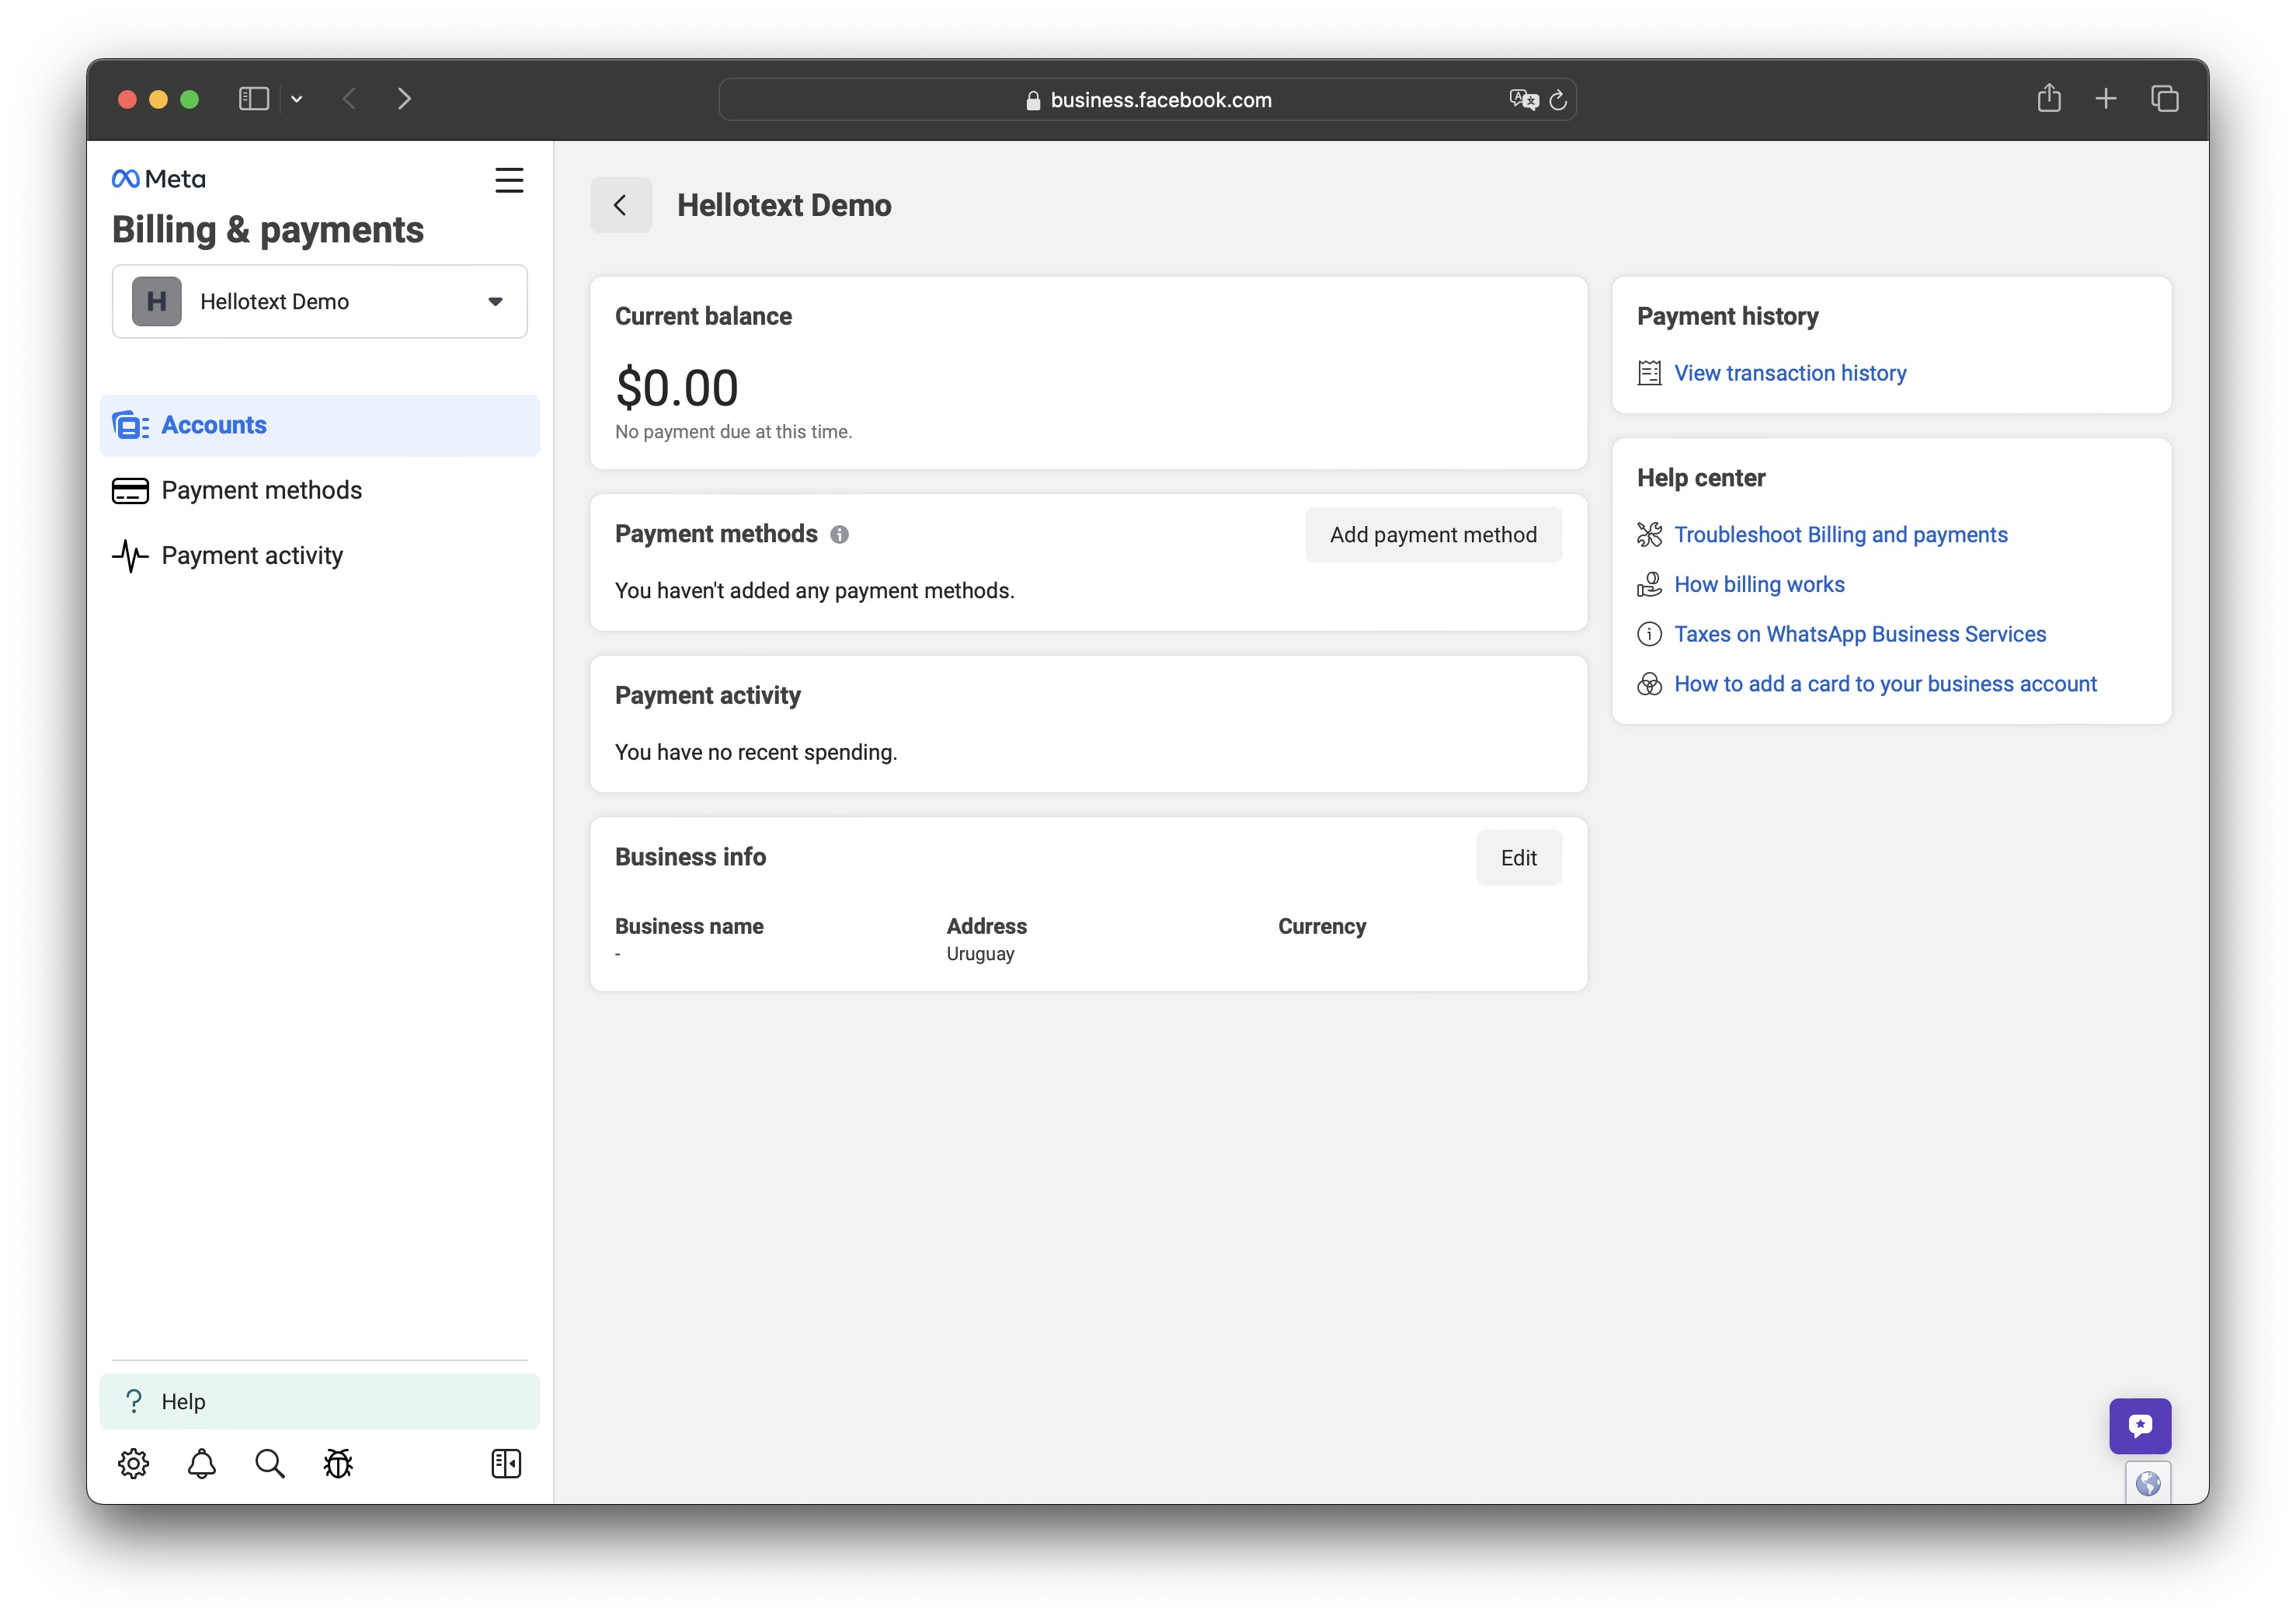 business.facebook.com
Meta
Billing & payments
H
Hellotext Demo
Accounts
Payment methods
Payment activity
Help
Hellotext Demo
Current balance
$0.00
No payment due at this time.
Payment methods
Add payment method
You haven't added any payment methods.
Payment activity
You have no recent spending.
Business info
Edit
Business name
Address
Currency
-
Uruguay
Payment history
View transaction history
Help center
Troubleshoot Billing and payments
How billing works
Taxes on WhatsApp Business Services
How to add a card to your business account